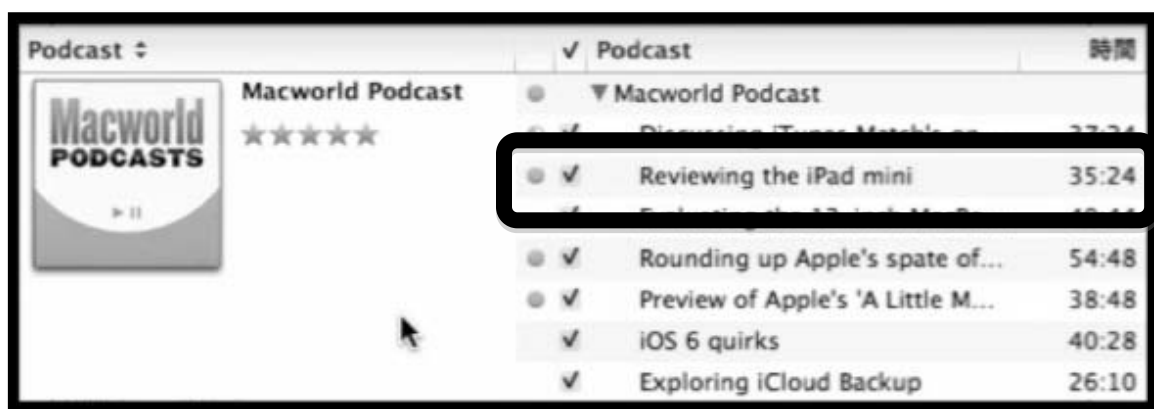 Podcast
✓ Podcast 時間
Macworld
PODCASTS
Macworld Podcast
▼ Macworld Podcast
✓ Reviewing the iPad mini 35:24
✓ Rounding up Apple's spate of... 54:48
✓ Preview of Apple's 'A Little M... 38:48
✓ iOS 6 quirks 40:28
✓ Exploring iCloud Backup 26:10